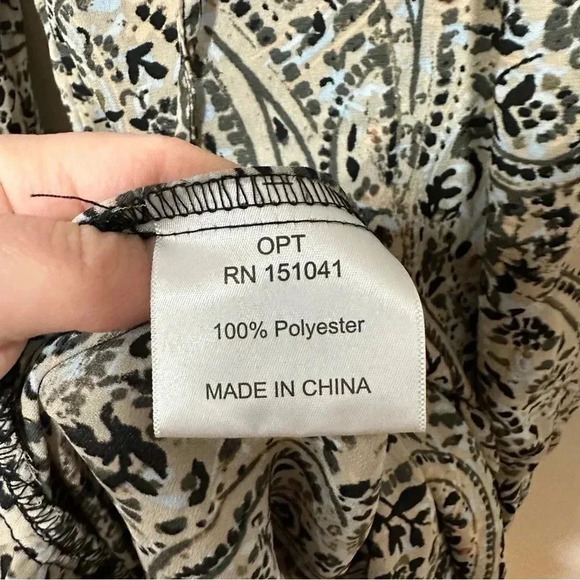 OPT
RN 151041
100% Polyester
MADE IN CHINA